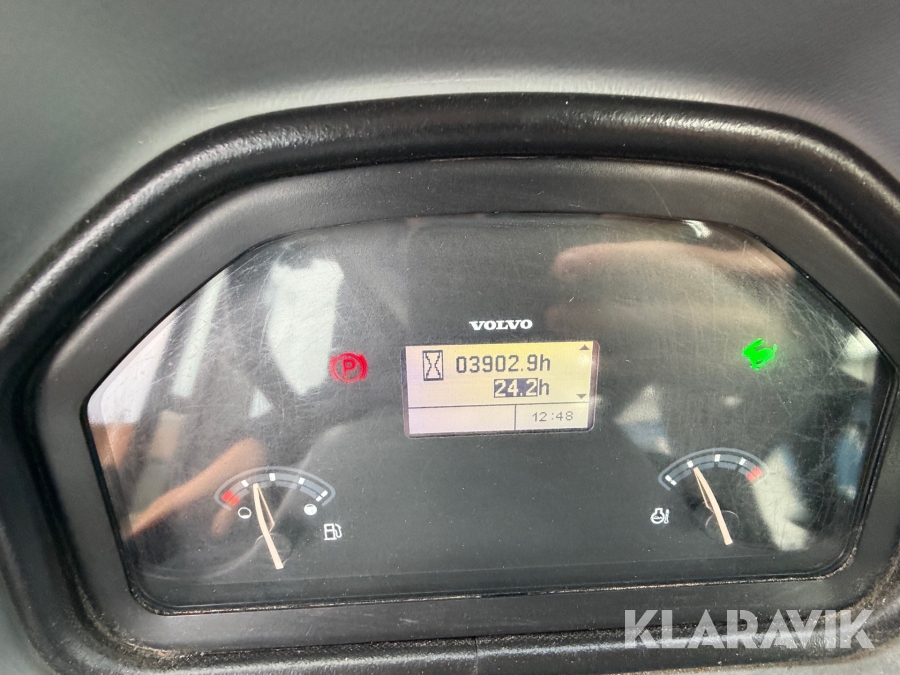 VOLVO
P
03902.9h
24.2h
12:48
KLARAVIK